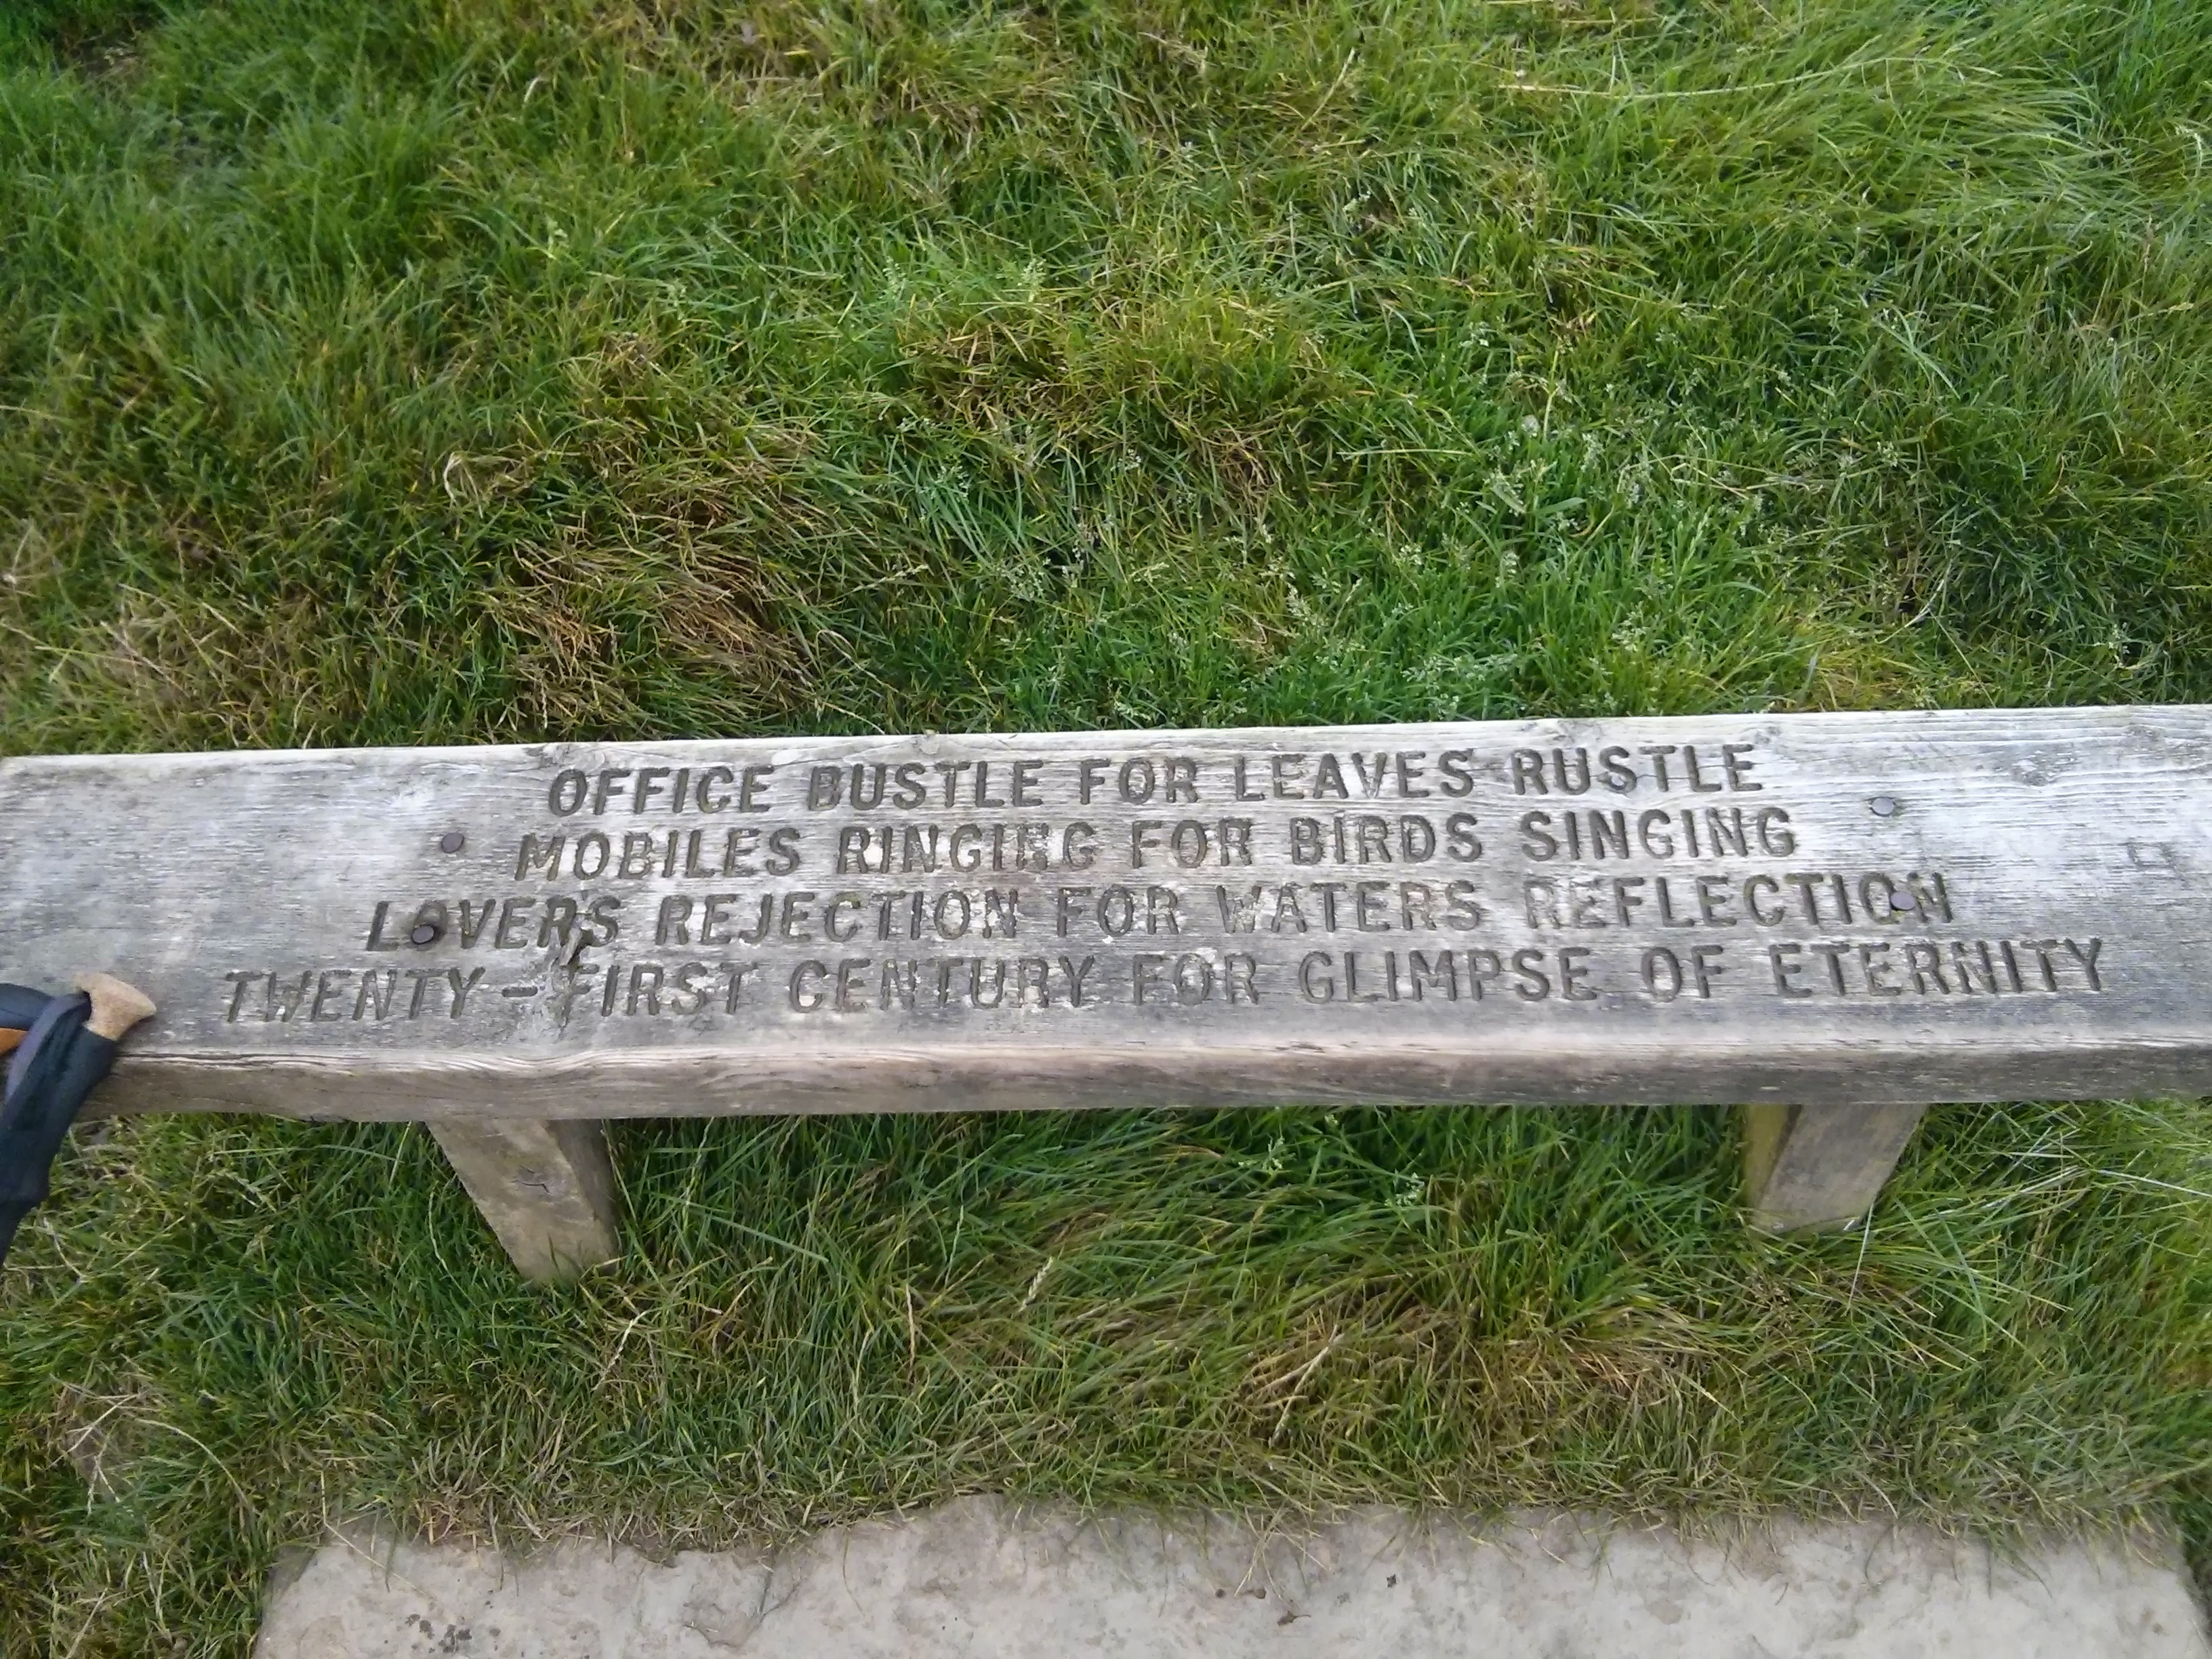 OFFICE BUSTLE FOR LEAVES RUSTLE
MOBILES RINGING FOR BIRDS SINGING
LOVERS REJECTION FOR WATERS REFLECTION
TWENTY-FIRST CENTURY FOR GLIMPSE OF ETERNITY